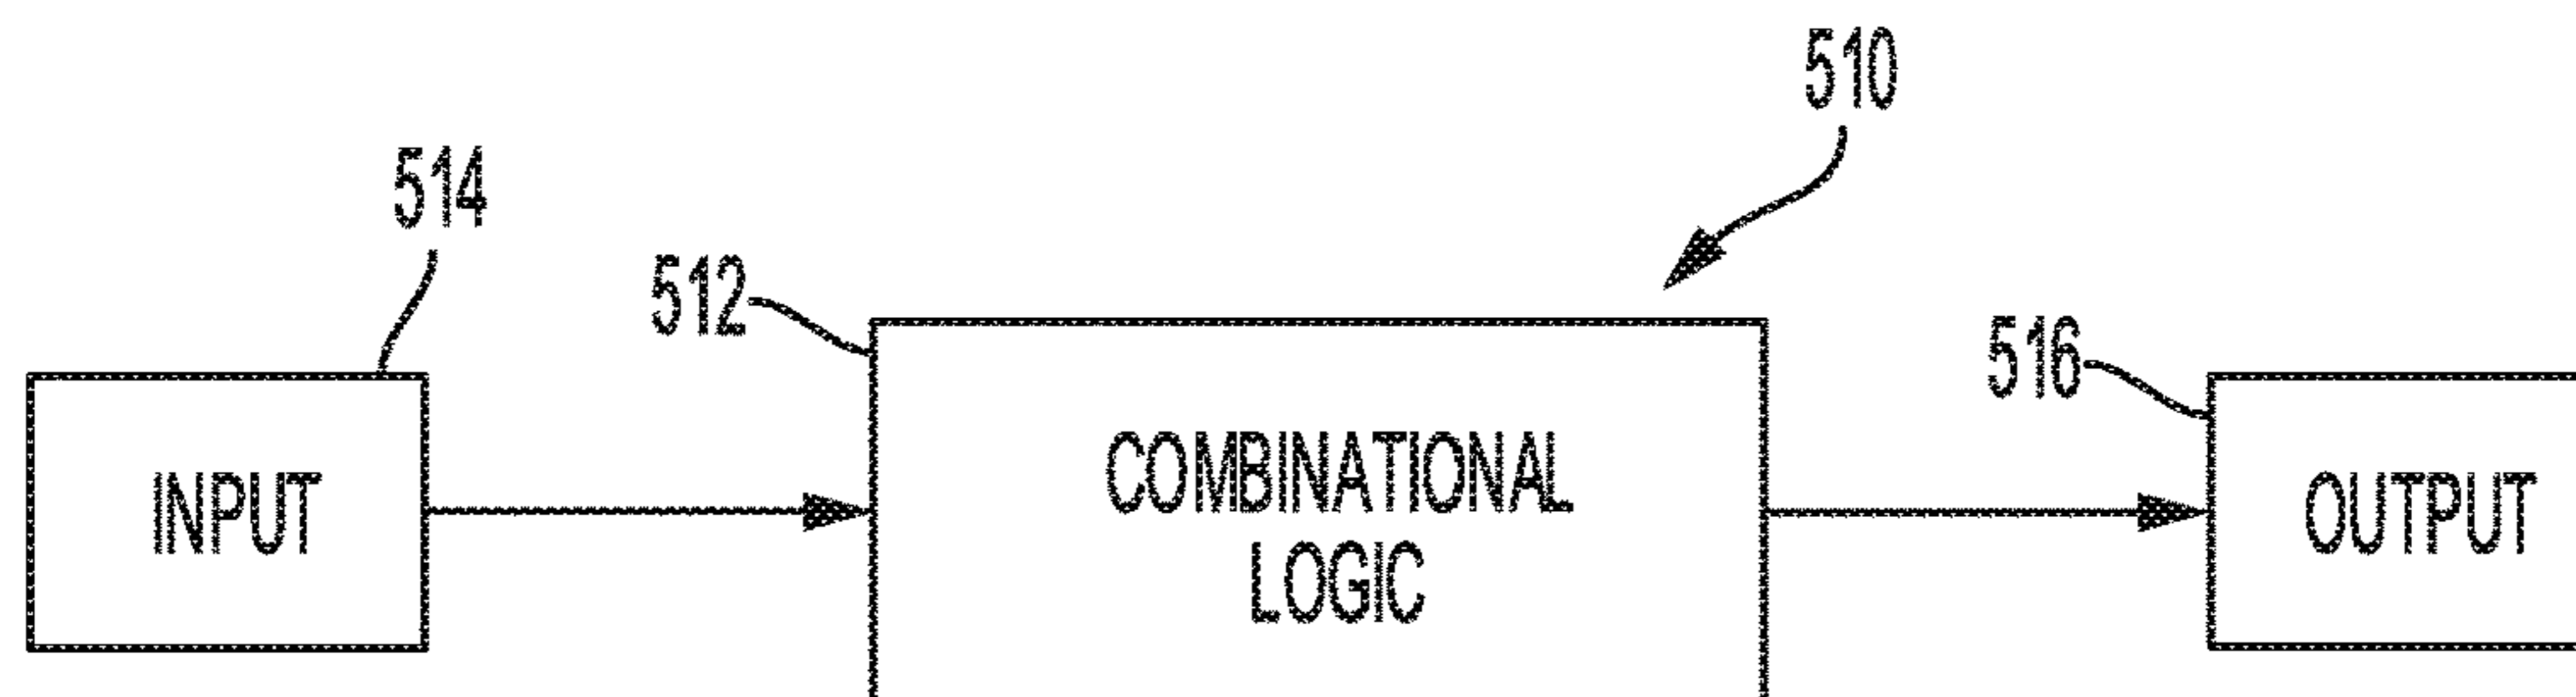 510
514
512
516
INPUT
COMBINATIONAL
LOGIC
OUTPUT